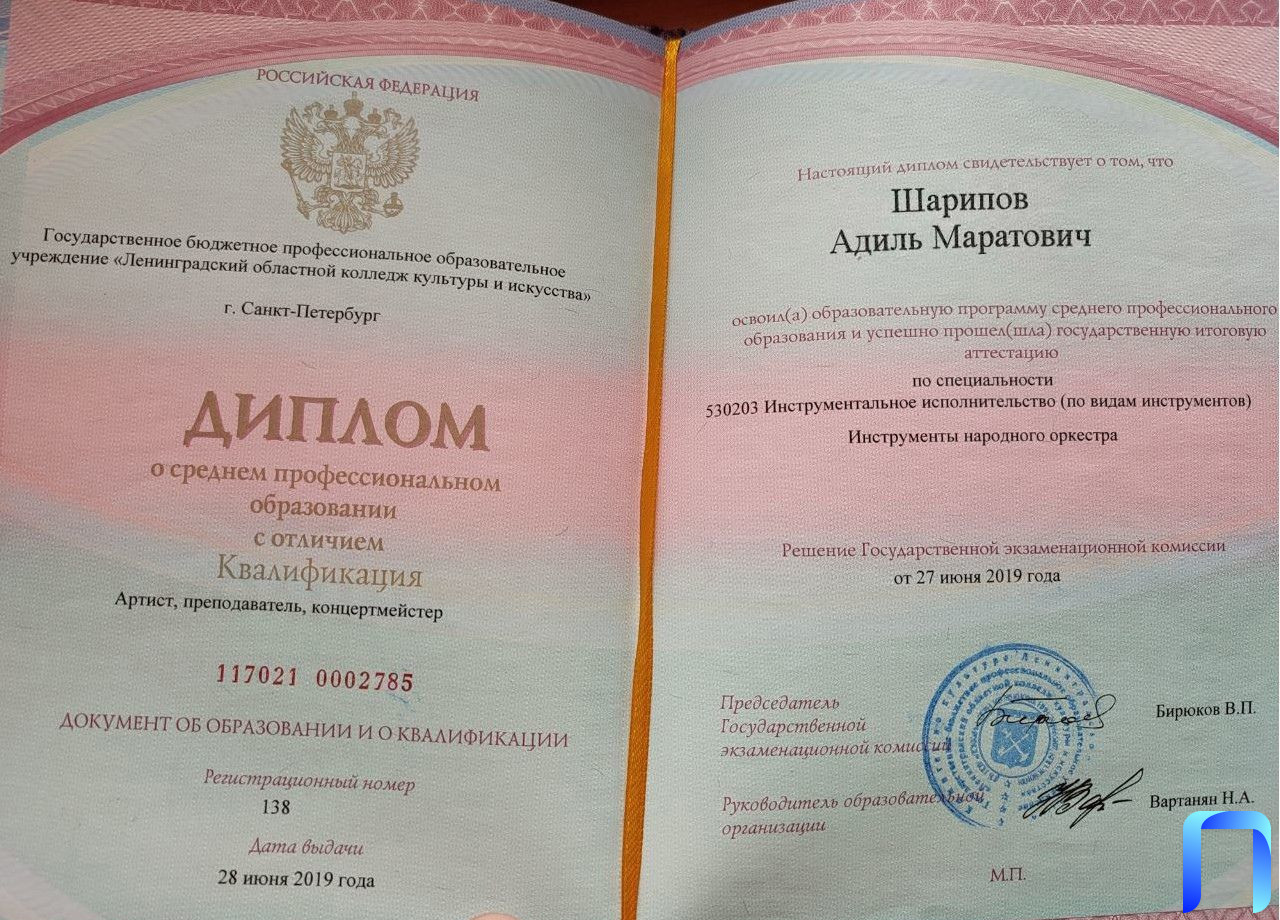 РОССИЙСКАЯ ФЕДЕРАЦИЯ
Государственное бюджетное профессиональное образовательное
учреждение «Ленинградский областной колледж культуры и искусства»
г. Санкт-Петербург
ДИПЛОМ
о среднем профессиональном
образовании
с отличием
Квалификация
Артист, преподаватель, концертмейстер
117021 0002785
ДОКУМЕНТ ОБ ОБРАЗОВАНИИ И О КВАЛИФИКАЦИИ
Регистрационный номер
138
Дата выдачи
28 июня 2019 года
Настоящий диплом свидетельствует о том, что
Шарипов
Адиль Маратович
освоил(а) образовательную программу среднего профессионального
образования и успешно прошел(шла) государственную итоговую
аттестацию
по специальности
530203 Инструментальное исполнительство (по видам инструментов)
Инструменты народного оркестра
Решение Государственной экзаменационной комиссии
от 27 июня 2019 года
Председатель
Государственной
экзаменационной комиссии
Бирюков В.П.
Руководитель образовательной
организации
Вартанян Н.А.
М.П.